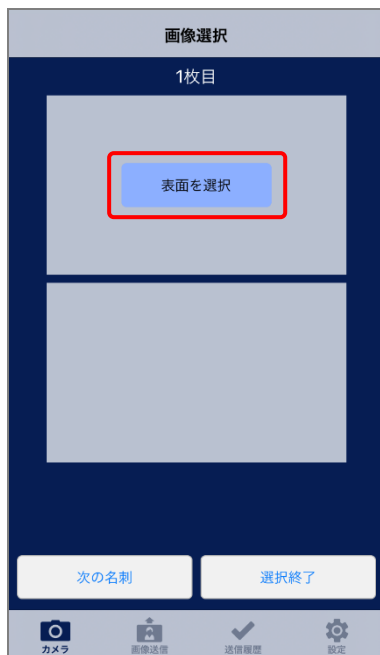 画像選択
1枚目
表面を選択
次の名刺
選択終了
カメラ
画像送信
送信履歴
設定